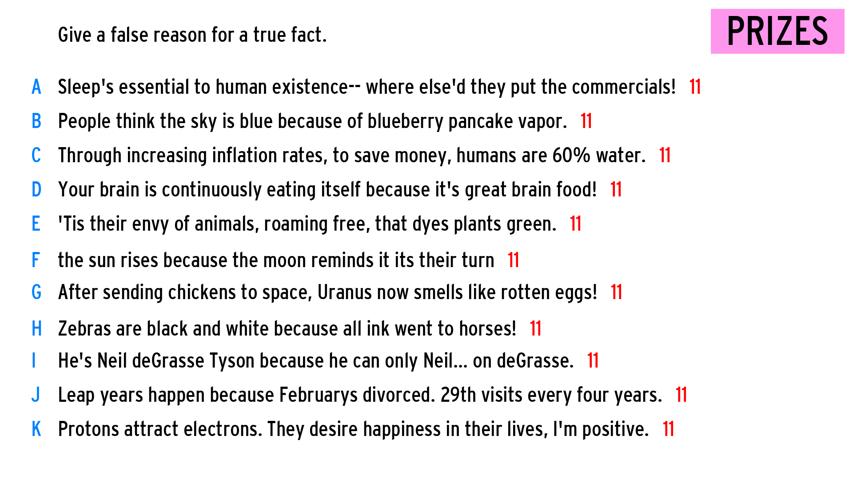 Give a false reason for a true fact.
PRIZES
A Sleep's essential to human existence-- where else'd they put the commercials! 11
B People think the sky is blue because of blueberry pancake vapor. 11
C Through increasing inflation rates, to save money, humans are 60% water. 11
D Your brain is continuously eating itself because it's great brain food! 11
E 'Tis their envy of animals, roaming free, that dyes plants green. 11
F the sun rises because the moon reminds it its their turn 11
G After sending chickens to space, Uranus now smells like rotten eggs! 11
H Zebras are black and white because all ink went to horses! 11
I He's Neil deGrasse Tyson because he can only Neil... on deGrasse. 11
J Leap years happen because Februarys divorced. 29th visits every four years. 11
K Protons attract electrons. They desire happiness in their lives, I'm positive. 11